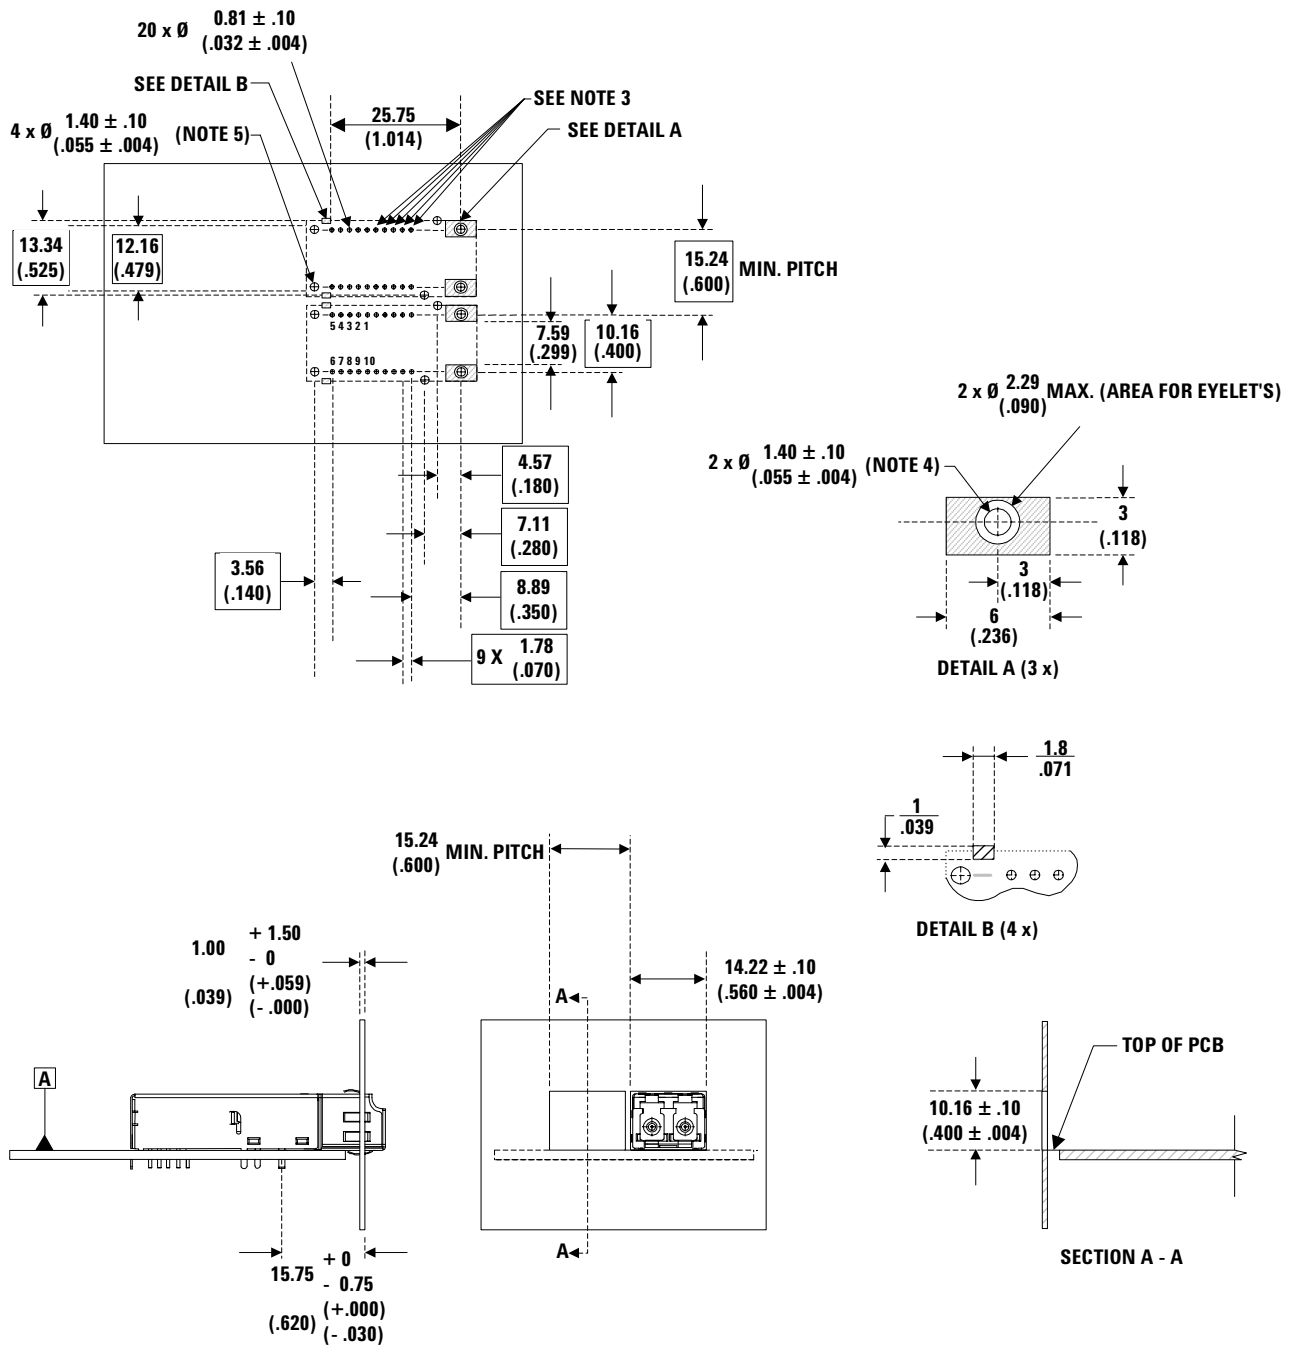 20 x Ø 0.81 ± .10
(.032 ± .004)
SEE DETAIL B
4 x Ø 1.40 ± .10
(.055 ± .004)
(NOTE 5)
25.75
(1.014)
SEE NOTE 3
SEE DETAIL A
13.34
(.525)
12.16
(.479)
15.24
(.600)
MIN. PITCH
5 4 3 2 1
6 7 8 9 10
7.59
(.299)
10.16
(.400)
4.57
(.180)
7.11
(.280)
3.56
(.140)
8.89
(.350)
9 X 1.78
(.070)
2 x Ø 2.29 MAX. (AREA FOR EYELET'S)
(.090)
2 x Ø 1.40 ± .10 (NOTE 4)
(.055 ± .004)
3
(.118)
3
(.118)
6
(.236)
DETAIL A (3 x)
1.8
.071
1
.039
DETAIL B (4 x)
15.24
(.600)
MIN. PITCH
1.00 + 1.50
- 0
(.039) (+.059)
(- .000)
14.22 ± .10
(.560 ± .004)
A
A
A
15.75 + 0
- 0.75
(.620) (+.000)
(- .030)
TOP OF PCB
10.16 ± .10
(.400 ± .004)
SECTION A - A